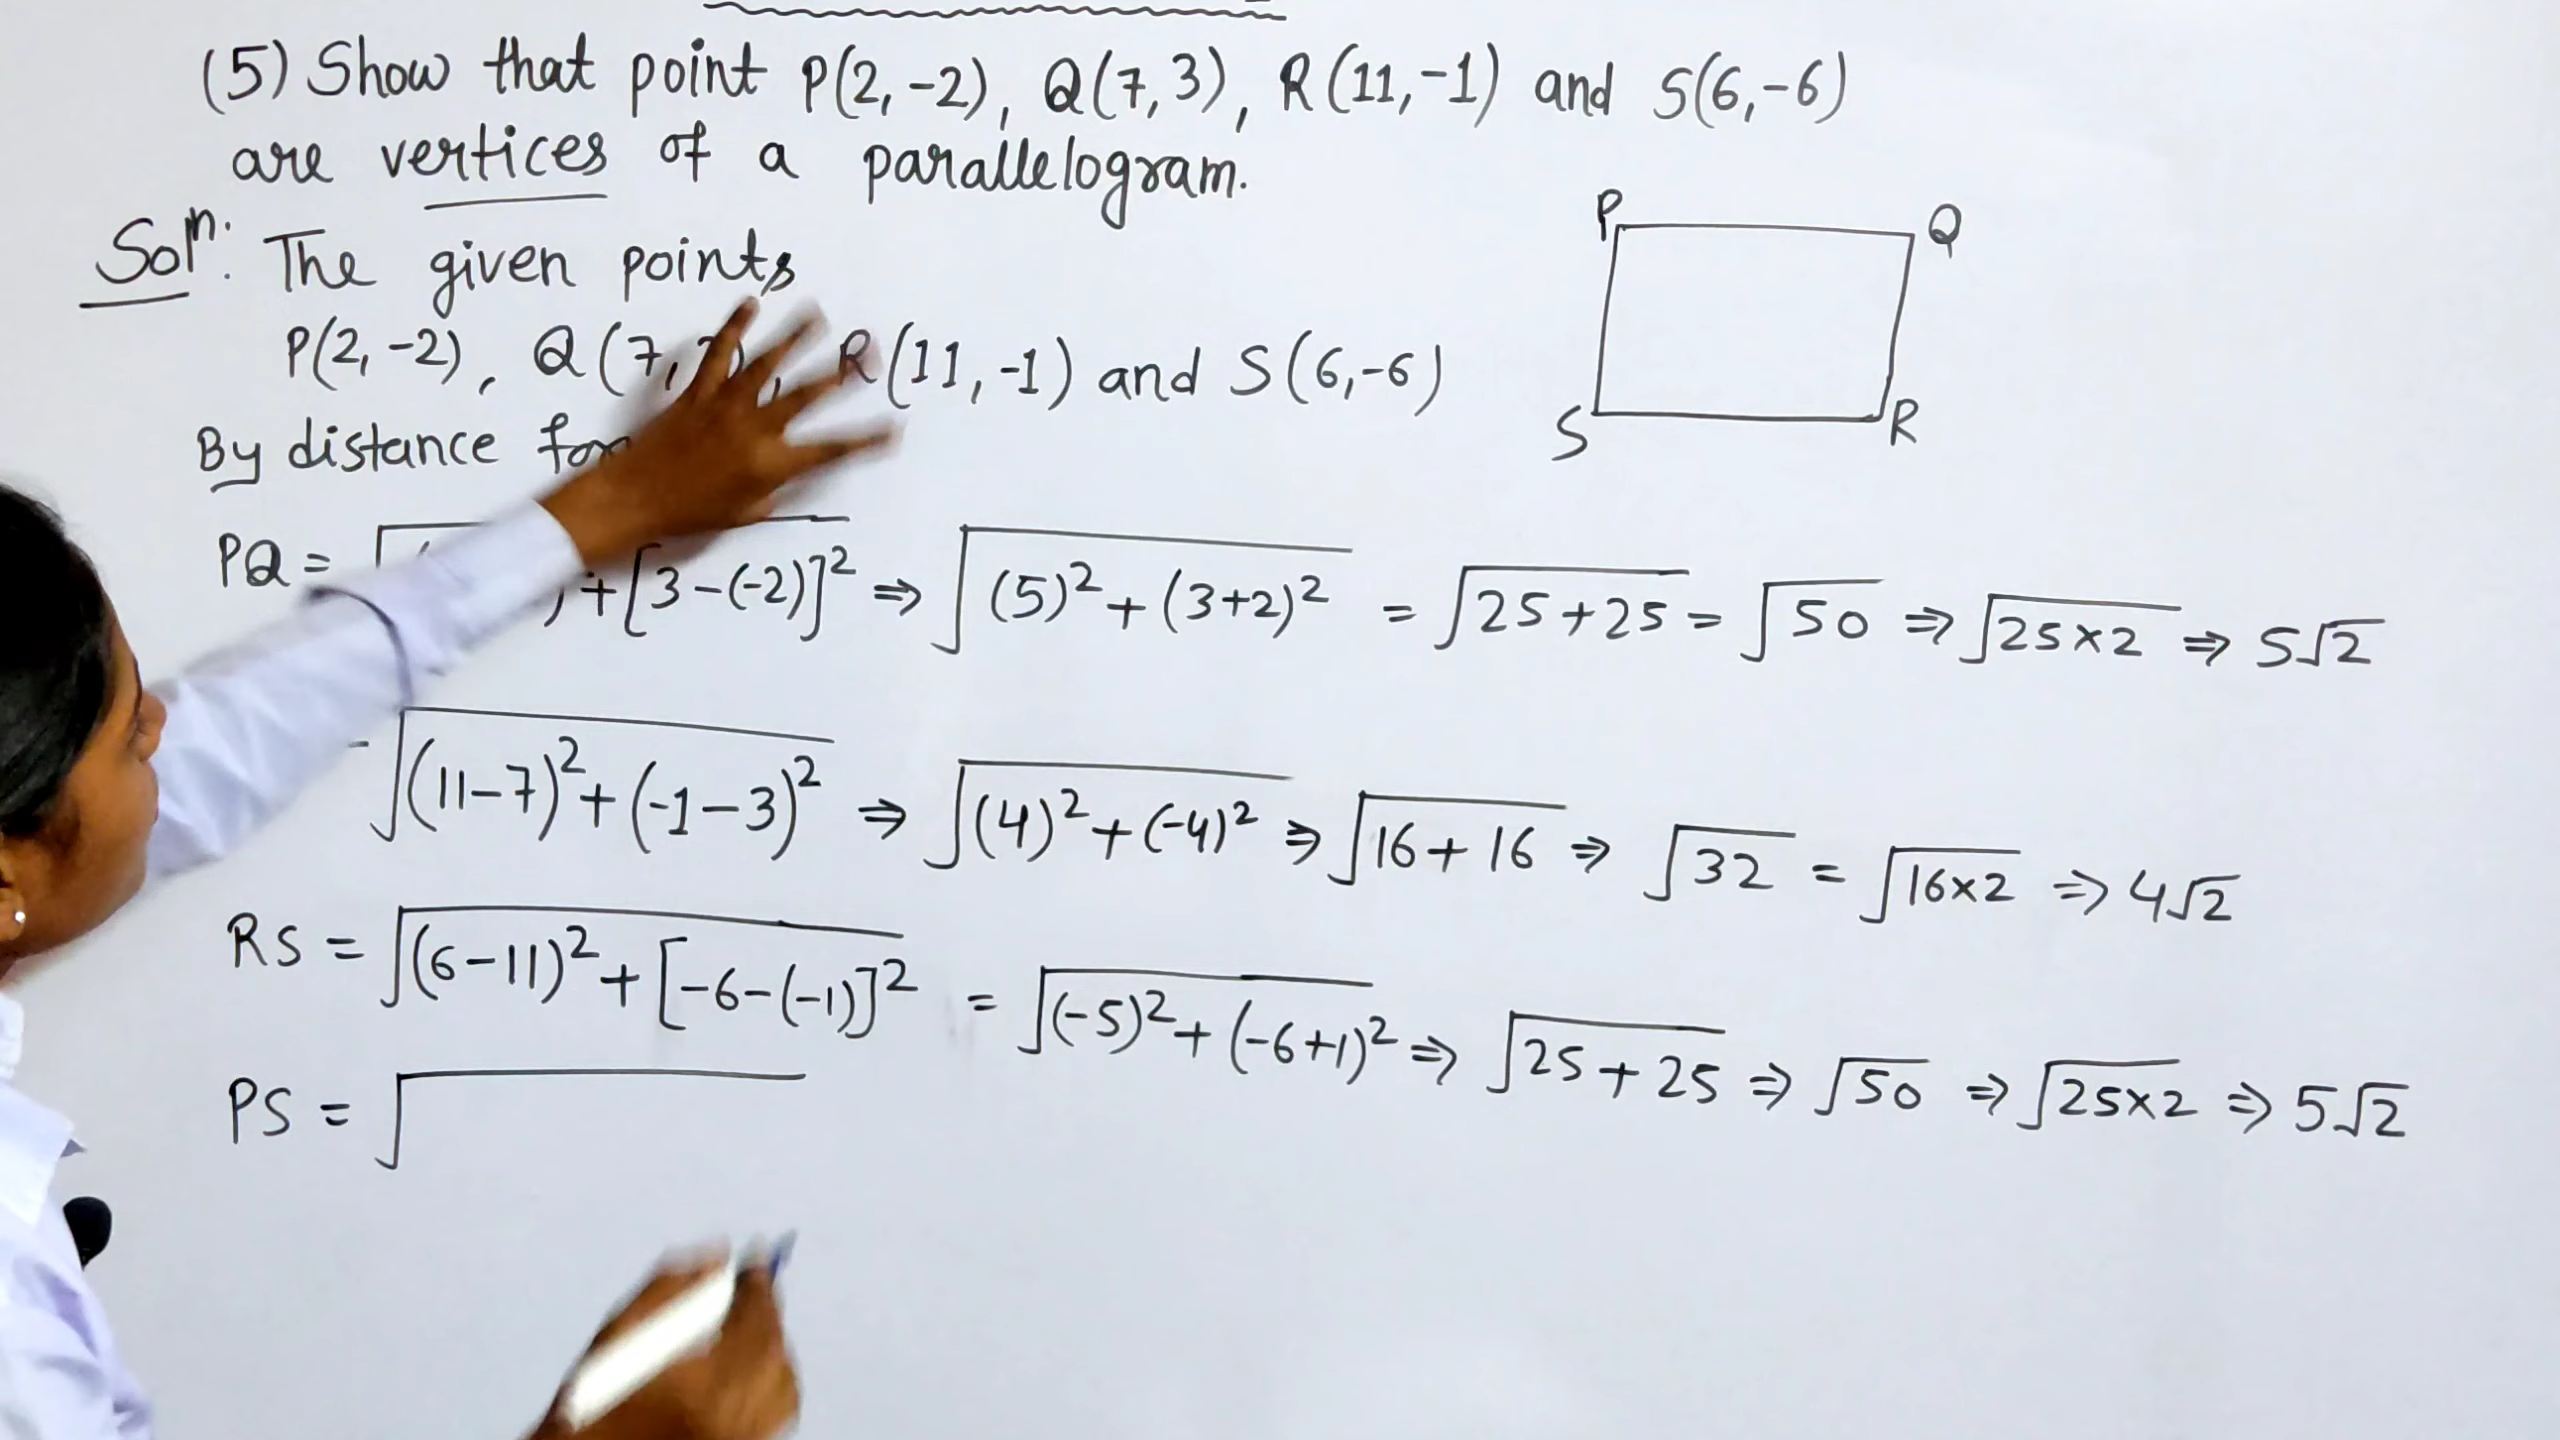 (5) Show that point P(2, -2), Q(7, 3), R(11, -1) and S(6, -6)
are vertices of a parallelogram.
P
Q
S
R
Solⁿ: The given points
P(2, -2), Q(7, R(11, -1) and S(6, -6)
By distance
PQ = + [3-(-2)]² ⇒ √(5)² + (3+2)² = √25+25 = √50 ⇒ √25×2 ⇒ 5√2
√(11-7)² + (-1-3)² ⇒ √(4)² + (-4)² ⇒ √16 + 16 ⇒ √32 = √16×2 ⇒ 4√2
RS = √(6-11)² + [-6-(-1)]² = √(-5)² + (-6+1)² ⇒ √25 + 25 ⇒ √50 ⇒ √25×2 ⇒ 5√2
PS = √